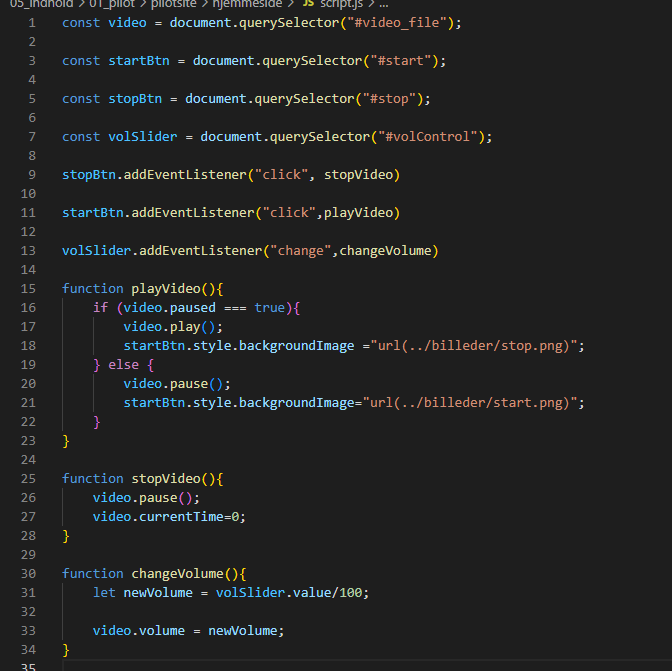 05_indhold > 01_pilot > pilotsite > hjemmeside > JS script.js > ...
1 const video = document.querySelector("#video_file");
2
3 const startBtn = document.querySelector("#start");
4
5 const stopBtn = document.querySelector("#stop");
6
7 const volSlider = document.querySelector("#volControl");
8
9 stopBtn.addEventListener("click", stopVideo)
10
11 startBtn.addEventListener("click",playVideo)
12
13 volSlider.addEventListener("change",changeVolume)
14
15 function playVideo(){
16     if (video.paused === true){
17         video.play();
18         startBtn.style.backgroundImage ="url(../billeder/stop.png)";
19     } else {
20         video.pause();
21         startBtn.style.backgroundImage="url(../billeder/start.png)";
22     }
23 }
24
25 function stopVideo(){
26     video.pause();
27     video.currentTime=0;
28 }
29
30 function changeVolume(){
31     let newVolume = volSlider.value/100;
32
33     video.volume = newVolume;
34 }
35